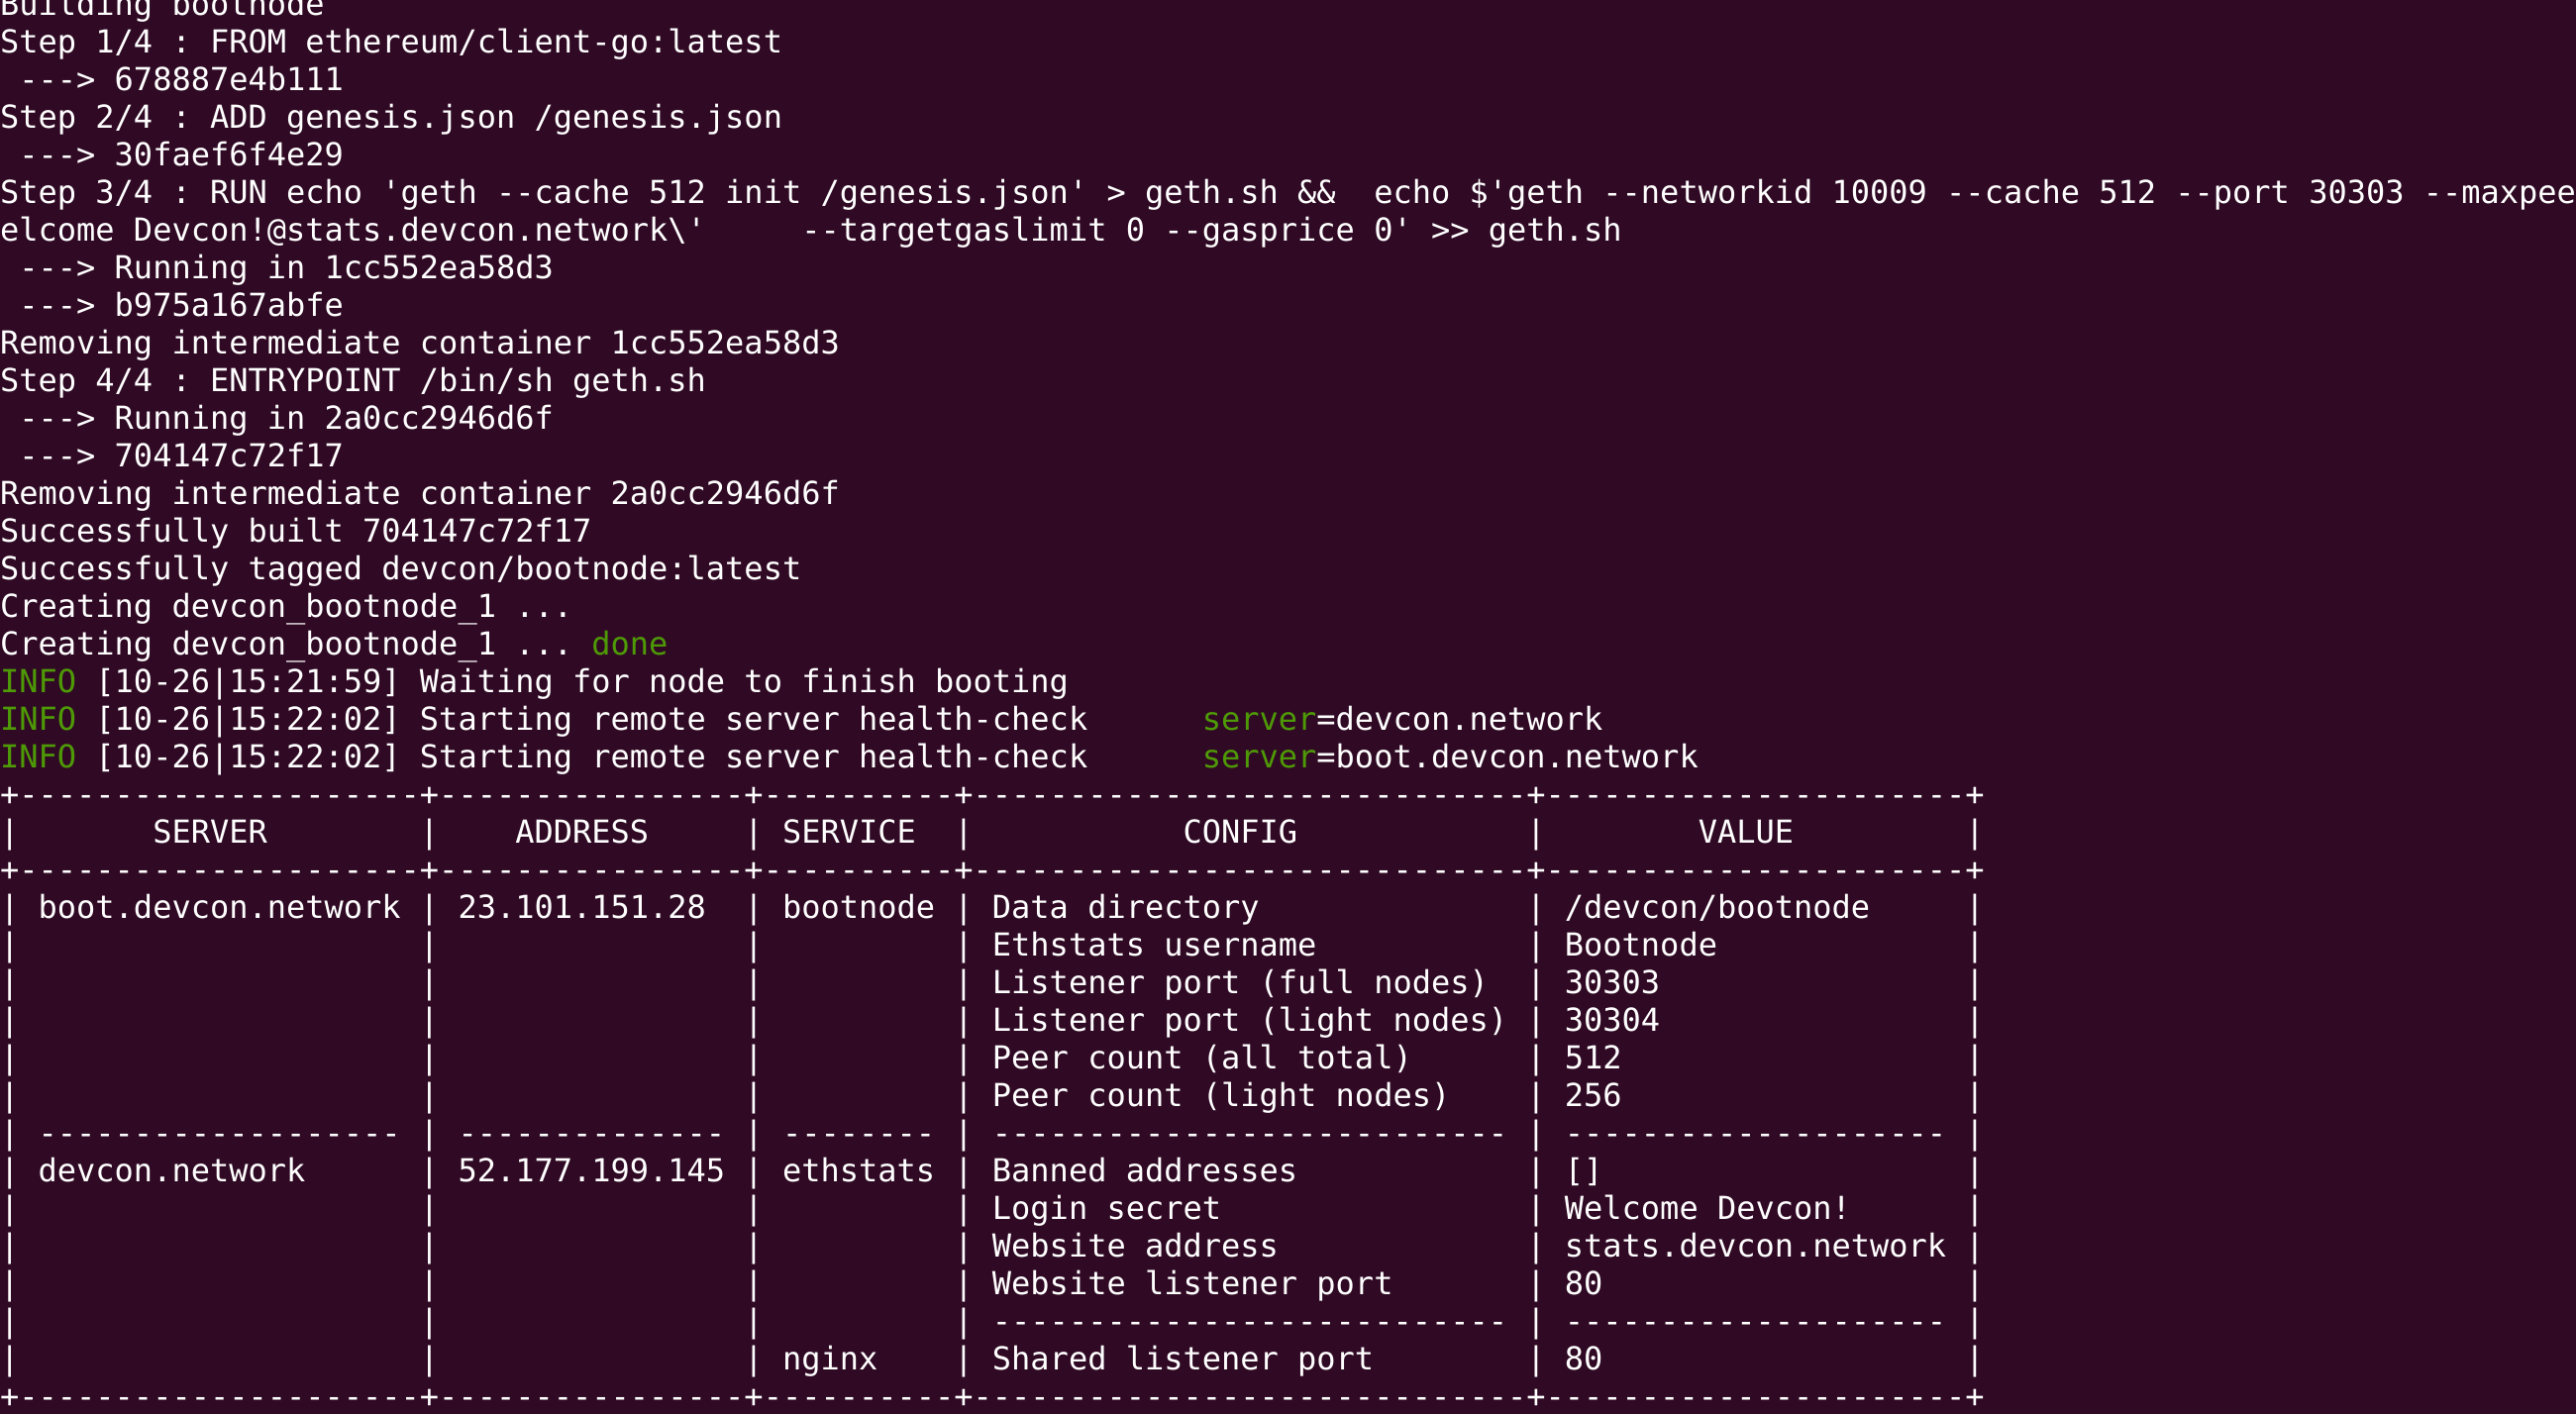 Building bootnode
Step 1/4 : FROM ethereum/client-go:latest
 ---> 678887e4b111
Step 2/4 : ADD genesis.json /genesis.json
 ---> 30faef6f4e29
Step 3/4 : RUN echo 'geth --cache 512 init /genesis.json' > geth.sh &&  echo $'geth --networkid 10009 --cache 512 --port 30303 --maxpee
elcome Devcon!@stats.devcon.network\'     --targetgaslimit 0 --gasprice 0' >> geth.sh
 ---> Running in 1cc552ea58d3
 ---> b975a167abfe
Removing intermediate container 1cc552ea58d3
Step 4/4 : ENTRYPOINT /bin/sh geth.sh
 ---> Running in 2a0cc2946d6f
 ---> 704147c72f17
Removing intermediate container 2a0cc2946d6f
Successfully built 704147c72f17
Successfully tagged devcon/bootnode:latest
Creating devcon_bootnode_1 ...
Creating devcon_bootnode_1 ... done
INFO [10-26|15:21:59] Waiting for node to finish booting
INFO [10-26|15:22:02] Starting remote server health-check      server=devcon.network
INFO [10-26|15:22:02] Starting remote server health-check      server=boot.devcon.network
+---------------------+----------------+----------+-----------------------------+----------------------+
|       SERVER        |    ADDRESS     | SERVICE  |           CONFIG            |        VALUE         |
+---------------------+----------------+----------+-----------------------------+----------------------+
| boot.devcon.network | 23.101.151.28  | bootnode | Data directory              | /devcon/bootnode     |
|                     |                |          | Ethstats username           | Bootnode             |
|                     |                |          | Listener port (full nodes)  | 30303                |
|                     |                |          | Listener port (light nodes) | 30304                |
|                     |                |          | Peer count (all total)      | 512                  |
|                     |                |          | Peer count (light nodes)    | 256                  |
| ------------------- | -------------- | -------- | --------------------------- | -------------------- |
| devcon.network      | 52.177.199.145 | ethstats | Banned addresses            | []                   |
|                     |                |          | Login secret                | Welcome Devcon!      |
|                     |                |          | Website address             | stats.devcon.network |
|                     |                |          | Website listener port       | 80                   |
|                     |                |          | --------------------------- | -------------------- |
|                     |                | nginx    | Shared listener port        | 80                   |
+---------------------+----------------+----------+-----------------------------+----------------------+